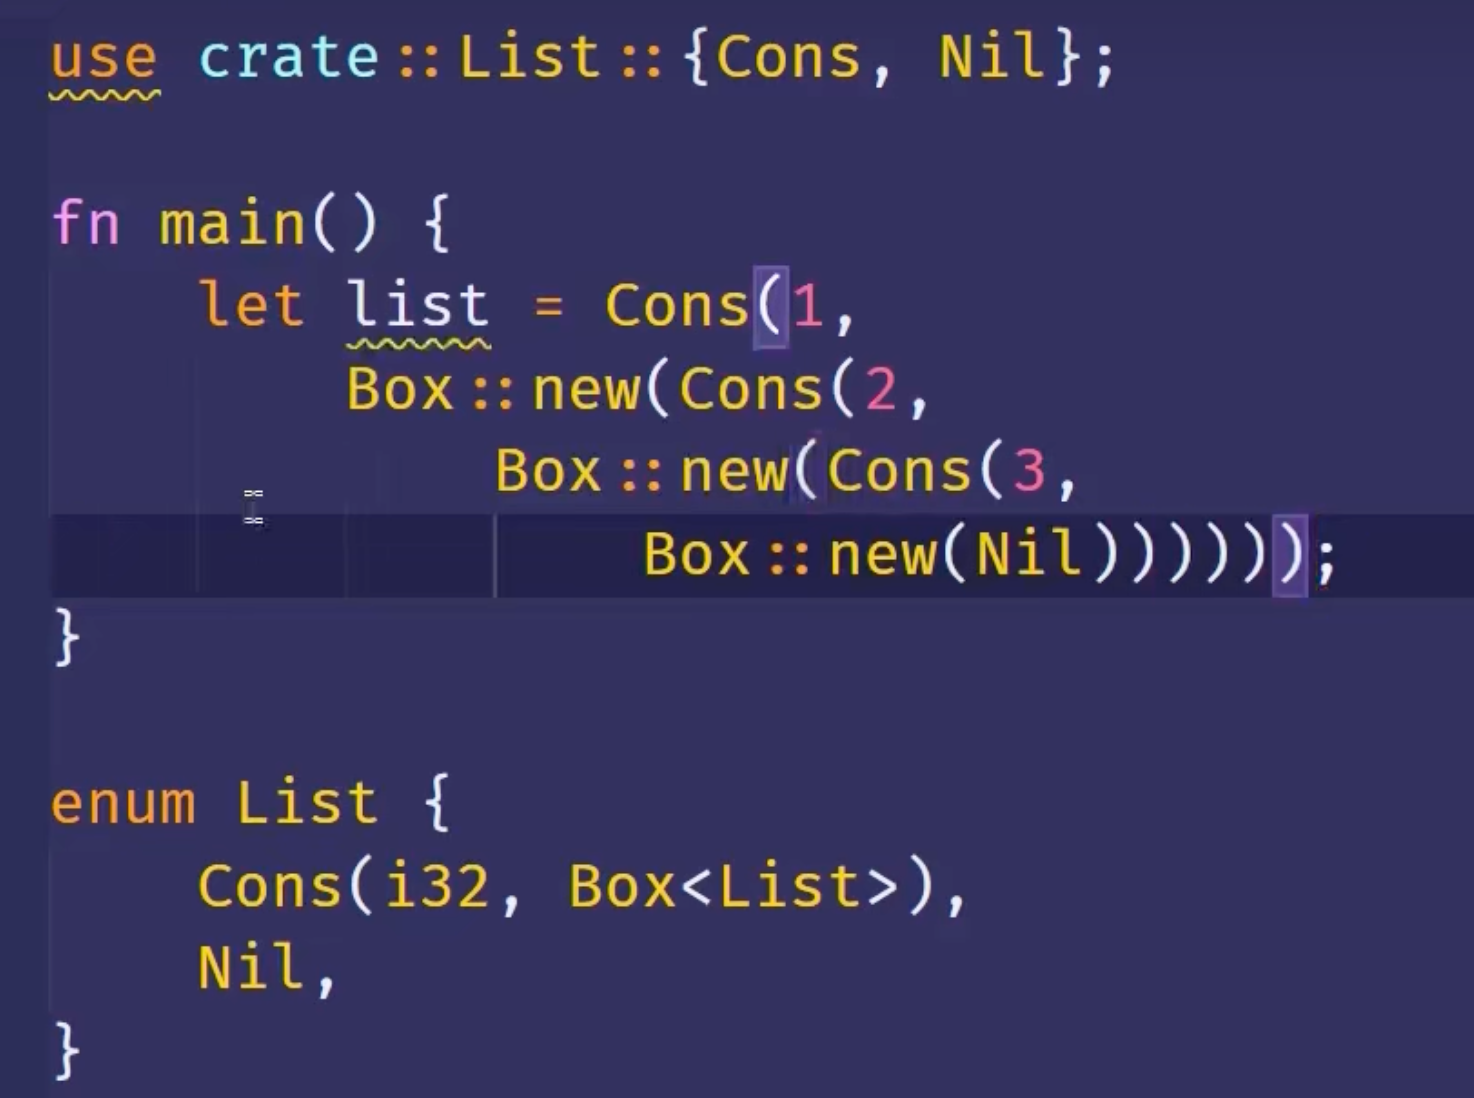 use crate::List::{Cons, Nil};
fn main() {
    let list = Cons(1,
        Box::new(Cons(2,
            Box::new(Cons(3,
                Box::new(Nil))))));
}
enum List {
    Cons(i32, Box<List>),
    Nil,
}